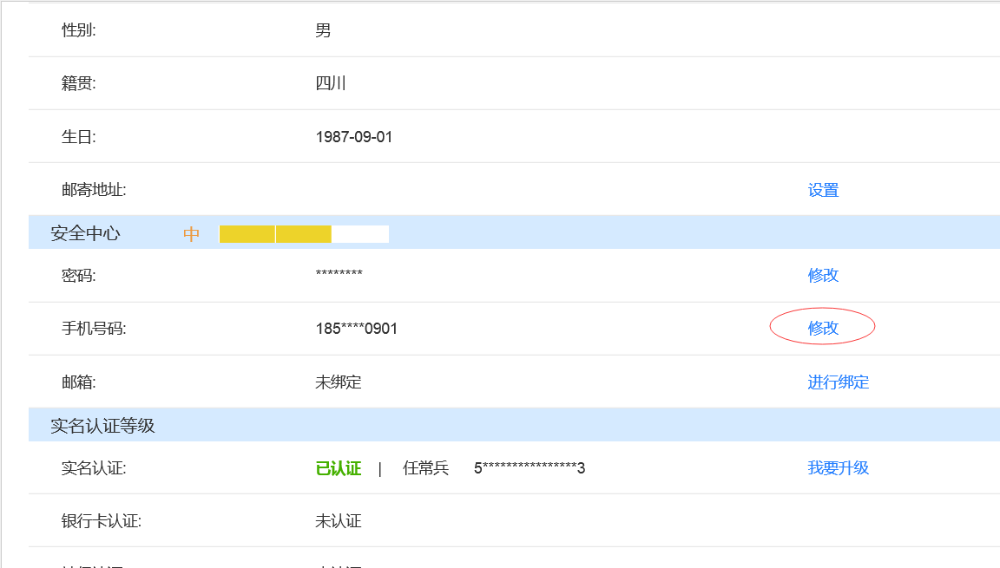 性别: 男
籍贯: 四川
生日: 1987-09-01
邮寄地址: 设置
安全中心 中
密码: ******** 修改
手机号码: 185****0901 修改
邮箱: 未绑定 进行绑定
实名认证等级
实名认证: 已认证 | 任常兵 5****************3 我要升级
银行卡认证: 未认证